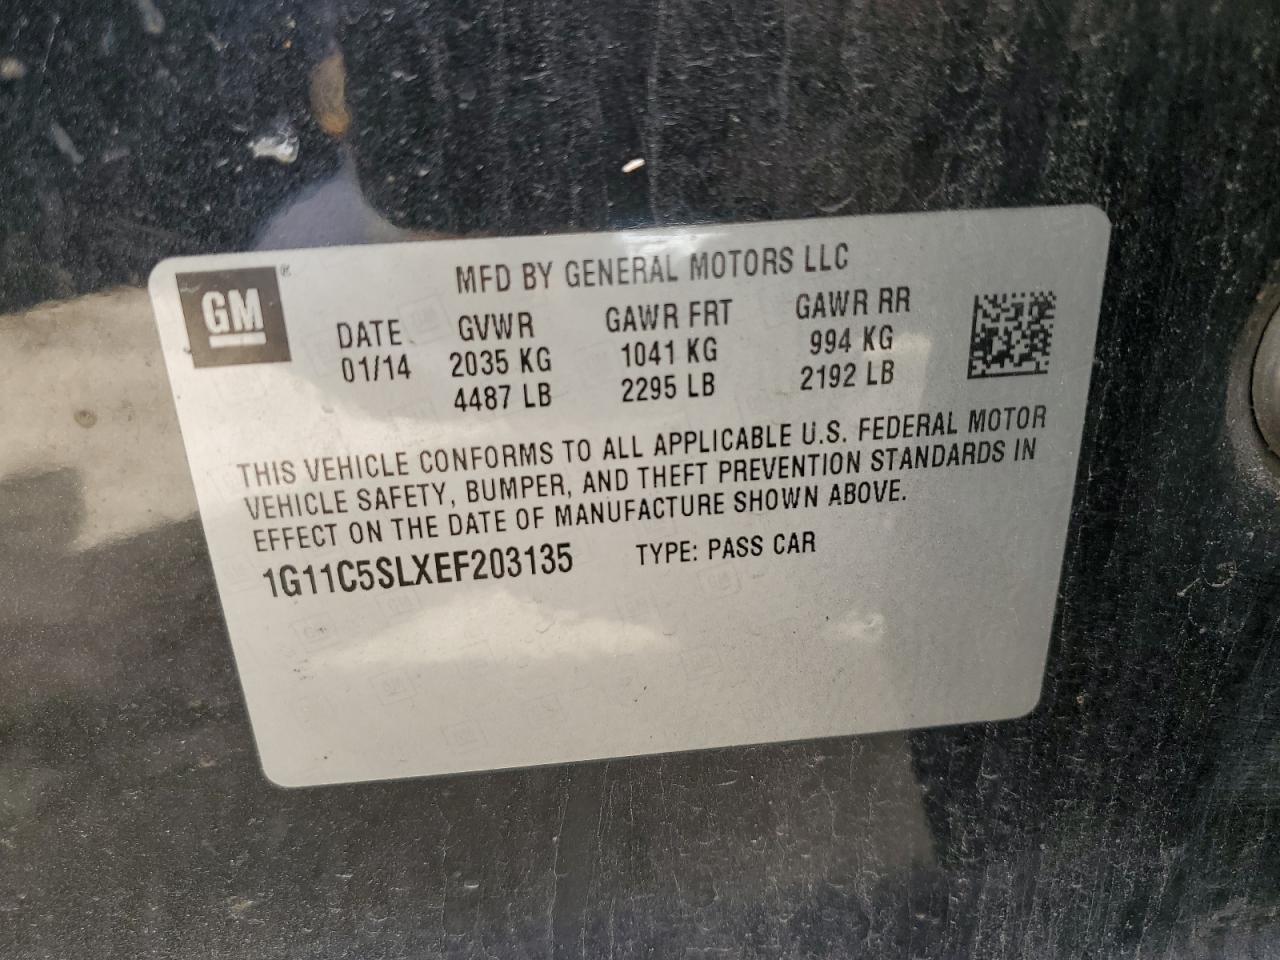 GM ®
MFD BY GENERAL MOTORS LLC
DATE GVWR GAWR FRT GAWR RR
01/14 2035 KG 1041 KG 994 KG
4487 LB 2295 LB 2192 LB
THIS VEHICLE CONFORMS TO ALL APPLICABLE U.S. FEDERAL MOTOR
VEHICLE SAFETY, BUMPER, AND THEFT PREVENTION STANDARDS IN
EFFECT ON THE DATE OF MANUFACTURE SHOWN ABOVE.
1G11C5SLXEF203135 TYPE: PASS CAR